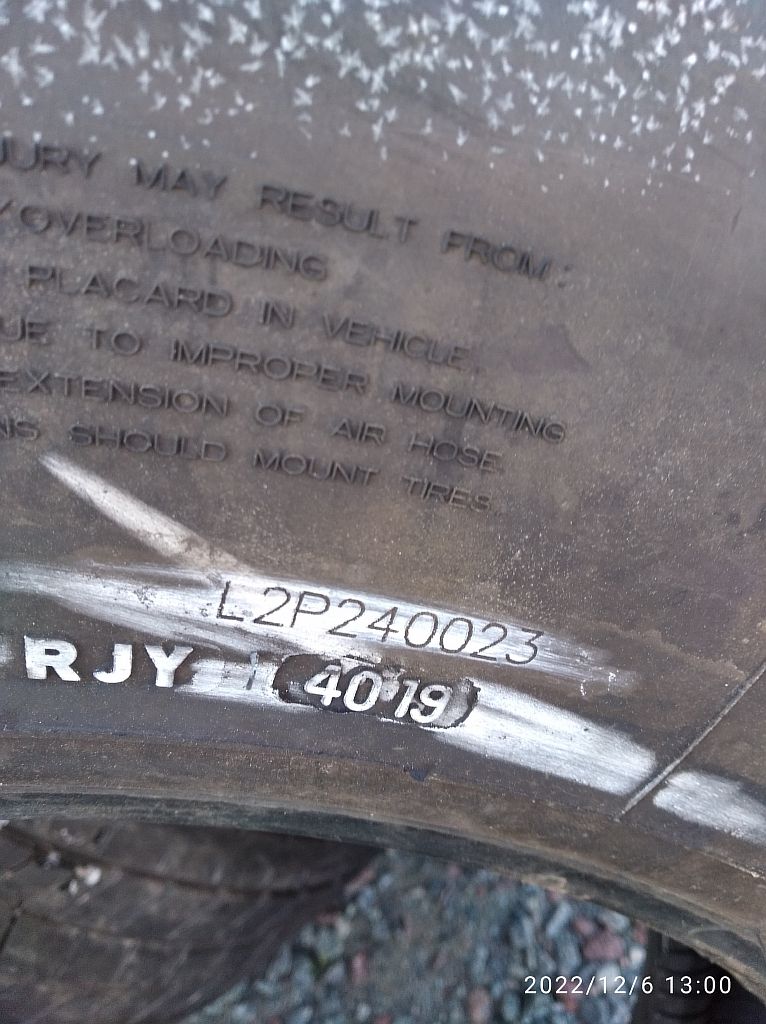 JURY MAY RESULT FROM:
/OVERLOADING
PLACARD IN VEHICLE.
UE TO IMPROPER MOUNTING
EXTENSION OF AIR HOSE
NS SHOULD MOUNT TIRES.
L2P240023
RJY 4019
2022/12/6 13:00